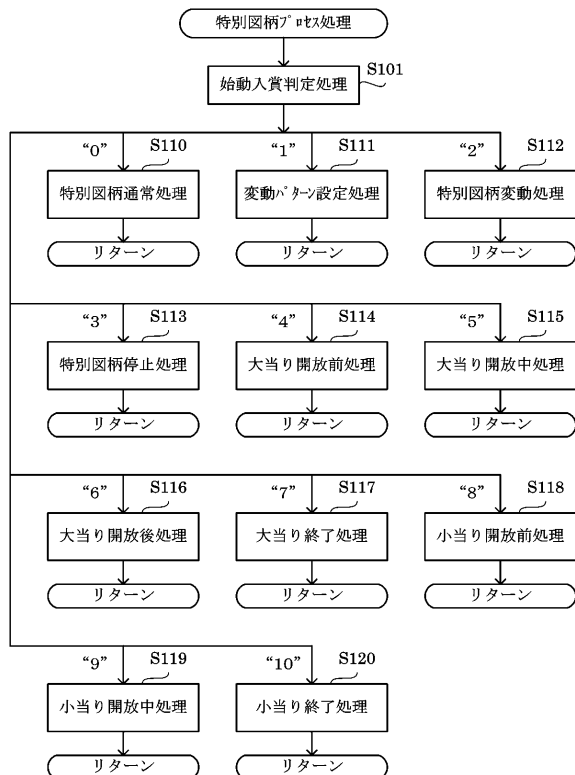 特別図柄ﾌﾟﾛｾｽ処理
S101
始動入賞判定処理
“0” S110 “1” S111 “2” S112
特別図柄通常処理 変動ﾊﾟﾀｰﾝ設定処理 特別図柄変動処理
リターン リターン リターン
“3” S113 “4” S114 “5” S115
特別図柄停止処理 大当り開放前処理 大当り開放中処理
リターン リターン リターン
“6” S116 “7” S117 “8” S118
大当り開放後処理 大当り終了処理 小当り開放前処理
リターン リターン リターン
“9” S119 “10” S120
小当り開放中処理 小当り終了処理
リターン リターン